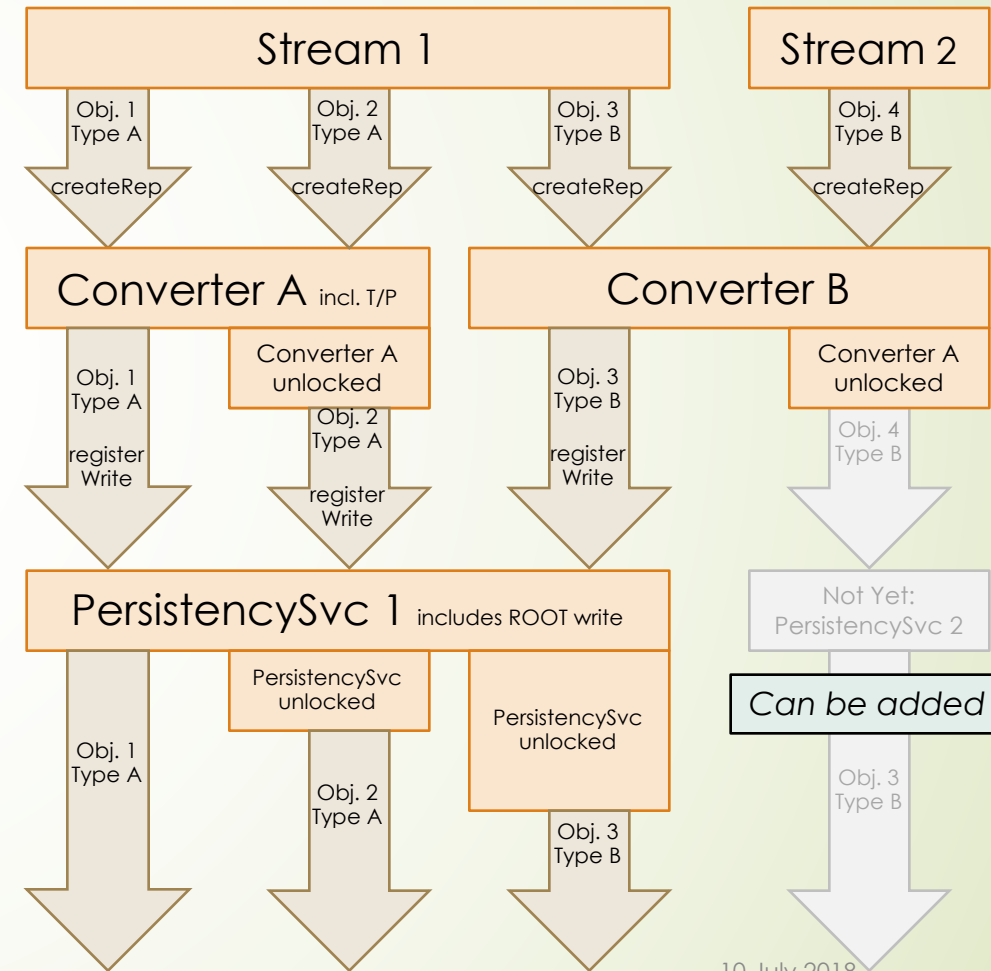 Stream 1
Stream 2
Obj. 1
Type A
createRep
Obj. 2
Type A
createRep
Obj. 3
Type B
createRep
Obj. 4
Type B
createRep
Converter A incl. T/P
Converter B
Obj. 1
Type A
register
Write
Converter A
unlocked
Obj. 2
Type A
register
Write
Obj. 3
Type B
register
Write
Converter A
unlocked
Obj. 4
Type B
PersistencySvc 1 includes ROOT write
Not Yet:
PersistencySvc 2
Obj. 1
Type A
PersistencySvc
unlocked
Obj. 2
Type A
PersistencySvc
unlocked
Obj. 3
Type B
Can be added
Obj. 3
Type B
10 July 2018